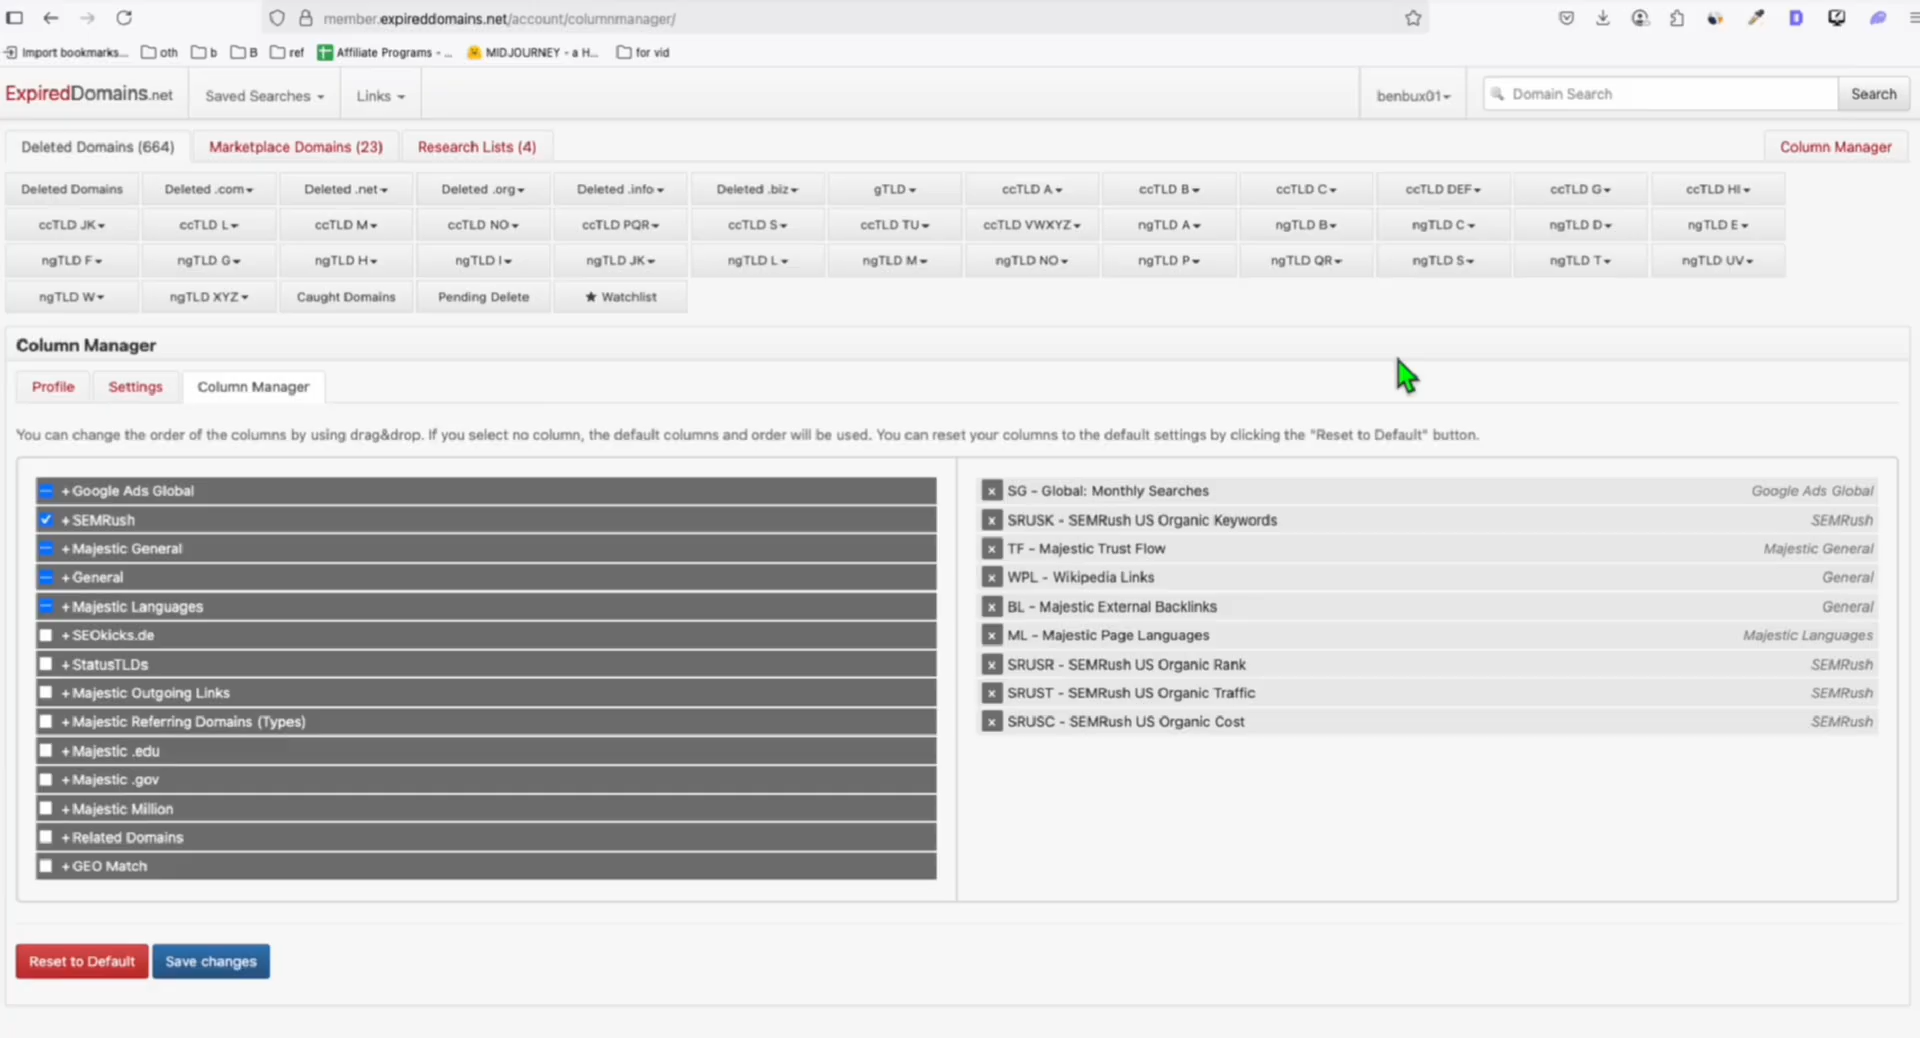 member.expireddomains.net/account/columnmanager/
Import bookmarks... oth b B ref Affiliate Programs - ... MIDJOURNEY - a H... for vid
ExpiredDomains.net Saved Searches Links benbux01 Domain Search Search
Deleted Domains (664) Marketplace Domains (23) Research Lists (4) Column Manager
Deleted Domains Deleted .com Deleted .net Deleted .org Deleted .info Deleted .biz gTLD ccTLD A ccTLD B ccTLD C ccTLD DEF ccTLD G ccTLD HI
ccTLD JK ccTLD L ccTLD M ccTLD NO ccTLD PQR ccTLD S ccTLD TU ccTLD VWXYZ ngTLD A ngTLD B ngTLD C ngTLD D ngTLD E
ngTLD F ngTLD G ngTLD H ngTLD I ngTLD JK ngTLD L ngTLD M ngTLD NO ngTLD P ngTLD QR ngTLD S ngTLD T ngTLD UV
ngTLD W ngTLD XYZ Caught Domains Pending Delete ★ Watchlist
Column Manager
Profile Settings Column Manager
You can change the order of the columns by using drag&drop. If you select no column, the default columns and order will be used. You can reset your columns to the default settings by clicking the "Reset to Default" button.
+ Google Ads Global
+ SEMRush
+ Majestic General
+ General
+ Majestic Languages
+ SEOkicks.de
+ StatusTLDs
+ Majestic Outgoing Links
+ Majestic Referring Domains (Types)
+ Majestic .edu
+ Majestic .gov
+ Majestic Million
+ Related Domains
+ GEO Match
x SG - Global: Monthly Searches Google Ads Global
x SRUSK - SEMRush US Organic Keywords SEMRush
x TF - Majestic Trust Flow Majestic General
x WPL - Wikipedia Links General
x BL - Majestic External Backlinks General
x ML - Majestic Page Languages Majestic Languages
x SRUSR - SEMRush US Organic Rank SEMRush
x SRUST - SEMRush US Organic Traffic SEMRush
x SRUSC - SEMRush US Organic Cost SEMRush
Reset to Default Save changes